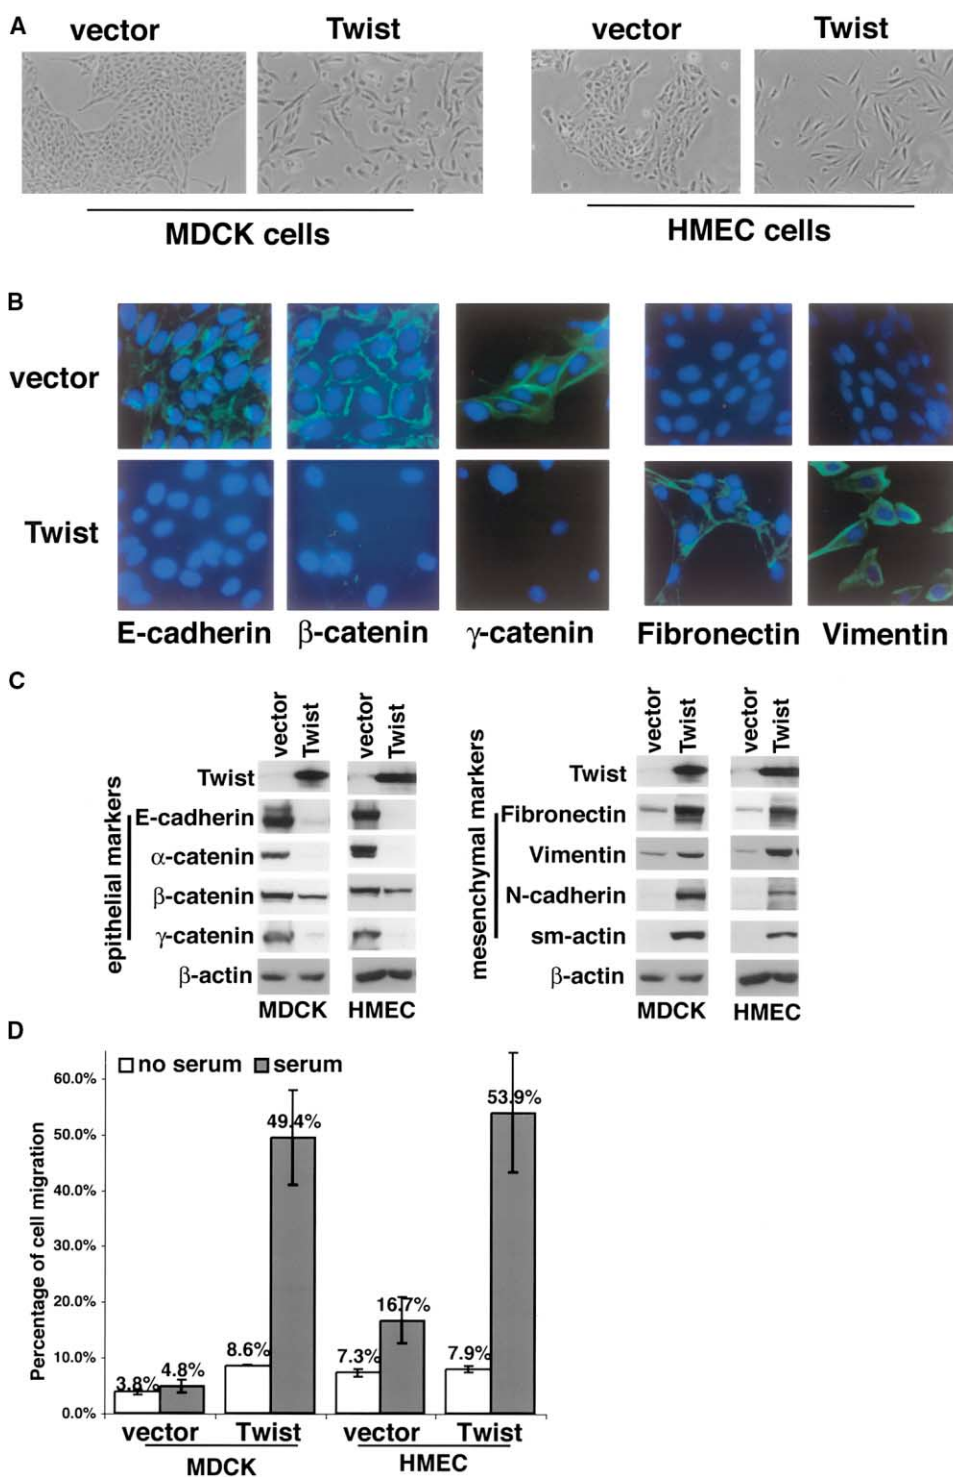 A
vector Twist vector Twist
MDCK cells HMEC cells
B
vector
Twist
E-cadherin β-catenin γ-catenin Fibronectin Vimentin
C
vector Twist vector Twist vector Twist vector Twist
epithelial markers
Twist
E-cadherin
α-catenin
β-catenin
γ-catenin
β-actin
MDCK HMEC
mesenchymal markers
Twist
Fibronectin
Vimentin
N-cadherin
sm-actin
β-actin
MDCK HMEC
D
no serum serum
Percentage of cell migration
60.0%
50.0%
40.0%
30.0%
20.0%
10.0%
0.0%
3.8% 4.8% 8.6% 49.4% 7.3% 16.7% 7.9% 53.9%
vector Twist vector Twist
MDCK HMEC